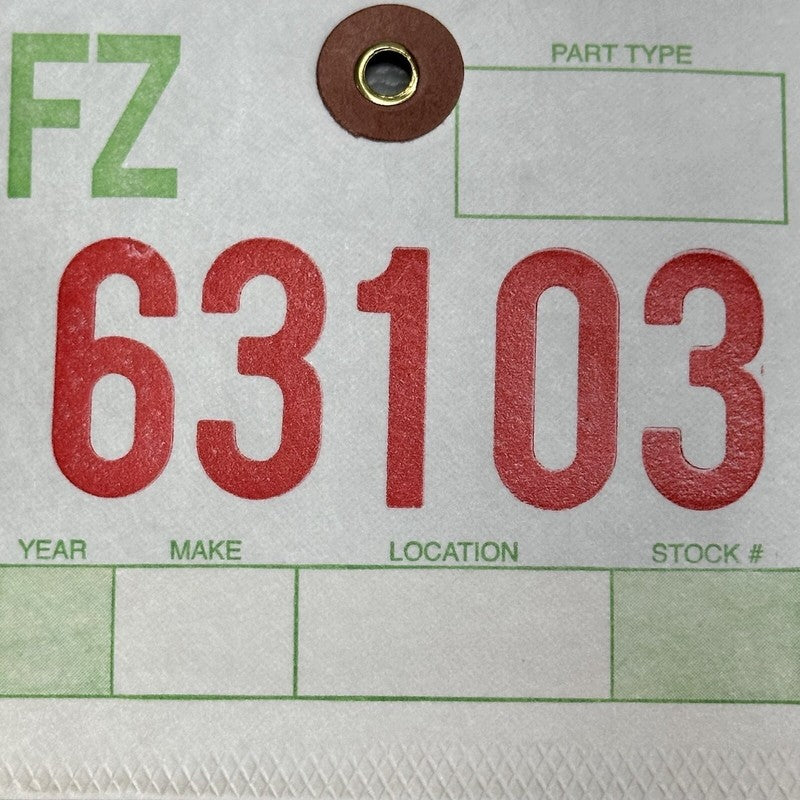 FZ
PART TYPE
63103
YEAR MAKE LOCATION STOCK #